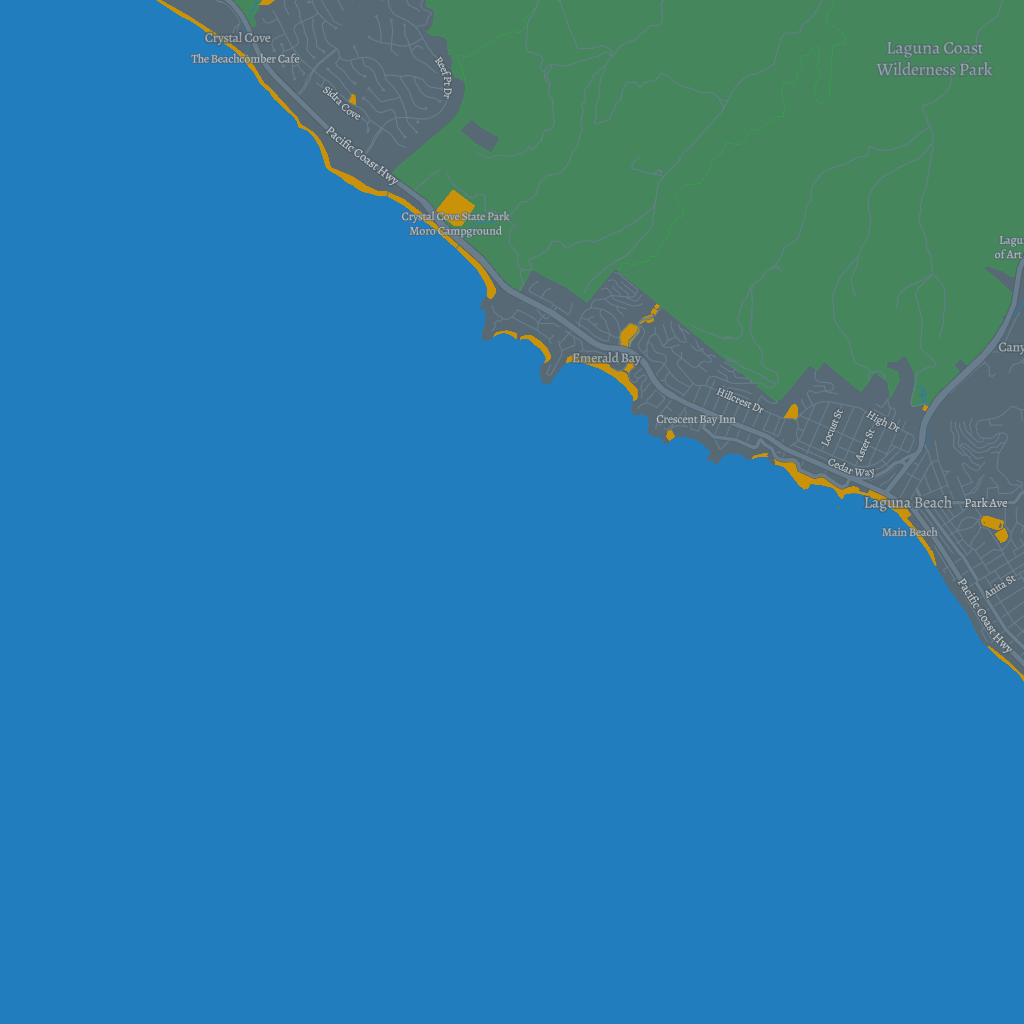 Crystal Cove
The Beachcomber Cafe
Reef Pt Dr
Laguna Coast
Wilderness Park
Sidra Cove
Pacific Coast Hwy
Crystal Cove State Park
Moro Campground
Lagu
of Art
Cany
Emerald Bay
Hillcrest Dr
Crescent Bay Inn
Locust St
High Dr
Aster St
Cedar Way
Laguna Beach
Park Ave
Main Beach
Anita St
Pacific Coast Hwy